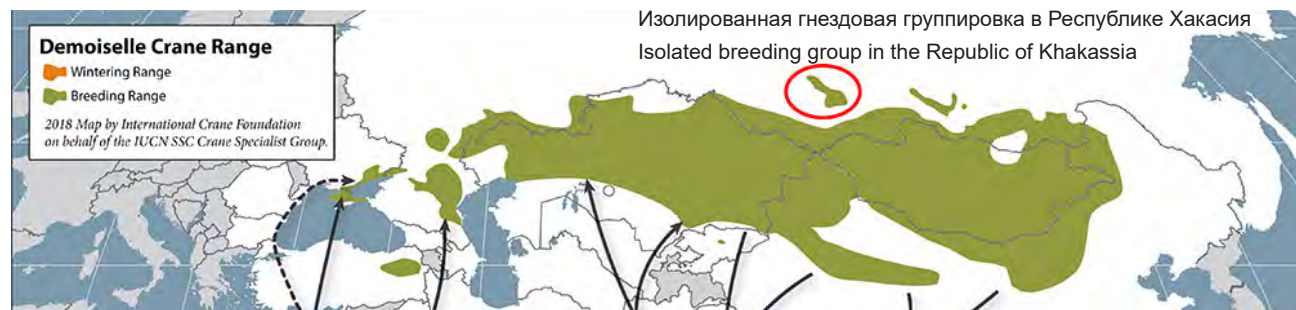 Изолированная гнездовая группировка в Республике Хакасия
Isolated breeding group in the Republic of Khakassia
Demoiselle Crane Range
Wintering Range
Breeding Range
2018 Map by International Crane Foundation
on behalf of the IUCN SSC Crane Specialist Group.